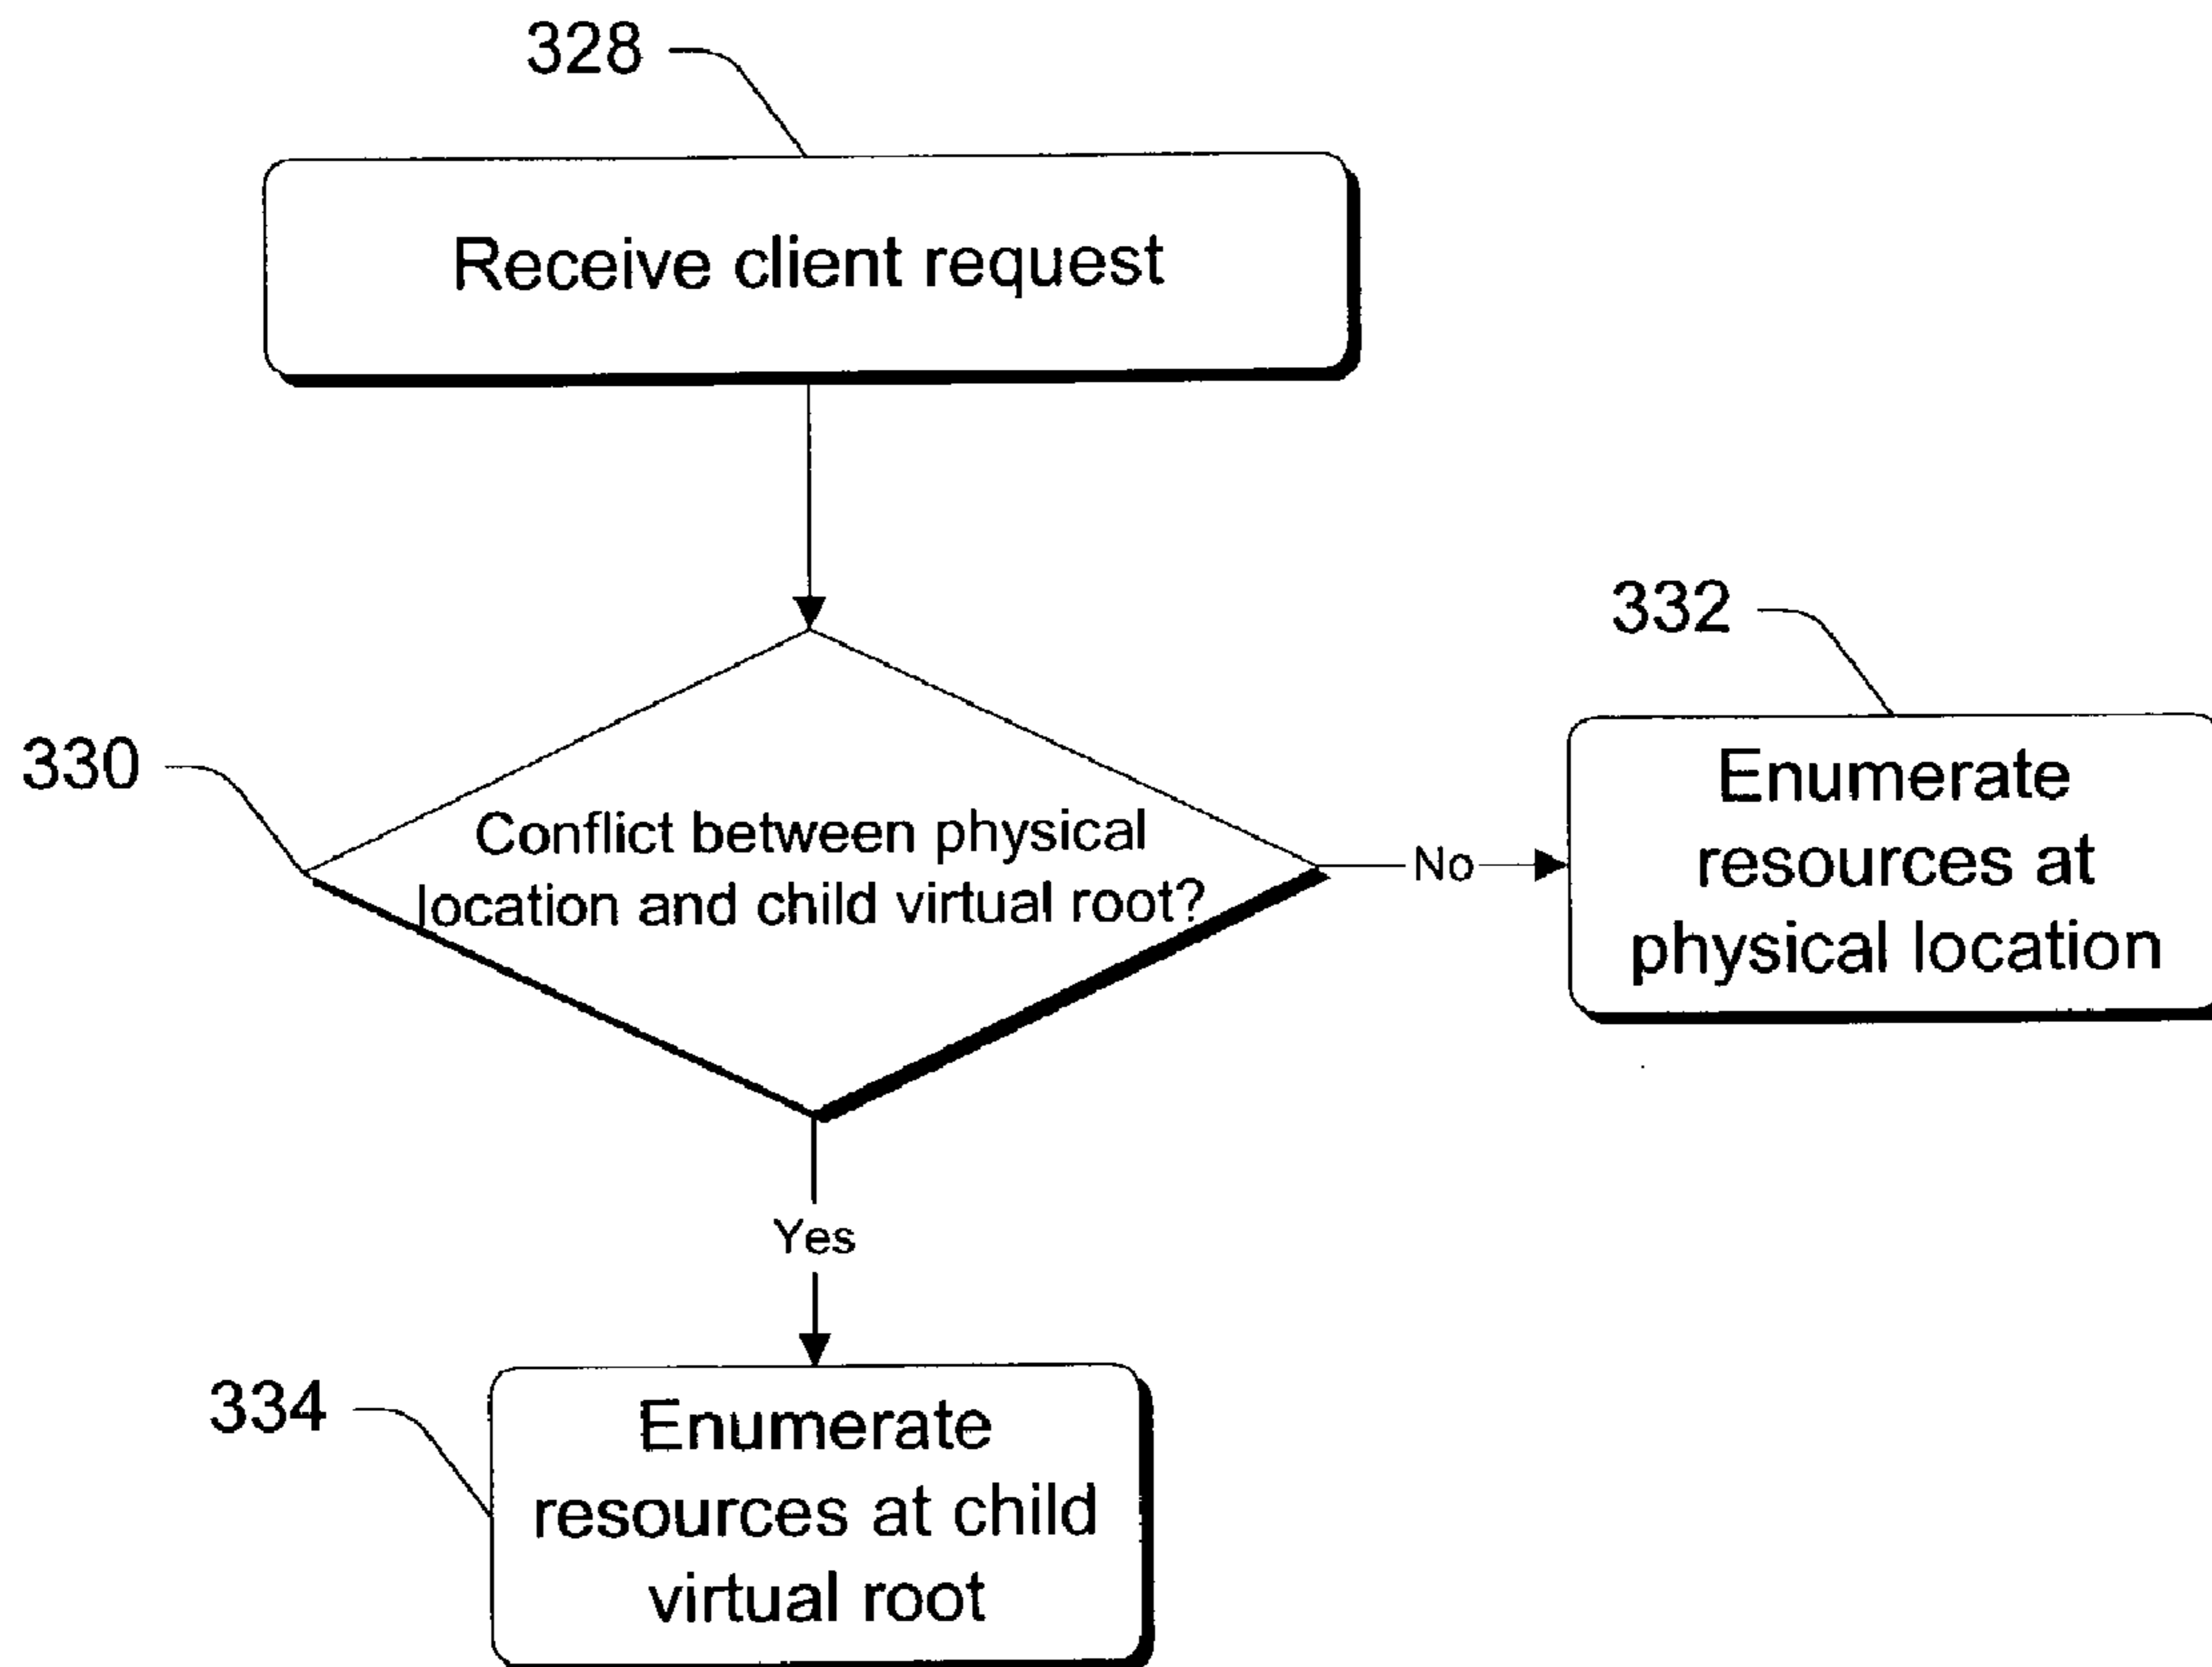 328
Receive client request
330
Conflict between physical
location and child virtual root?
No
332
Enumerate
resources at
physical location
Yes
334
Enumerate
resources at child
virtual root